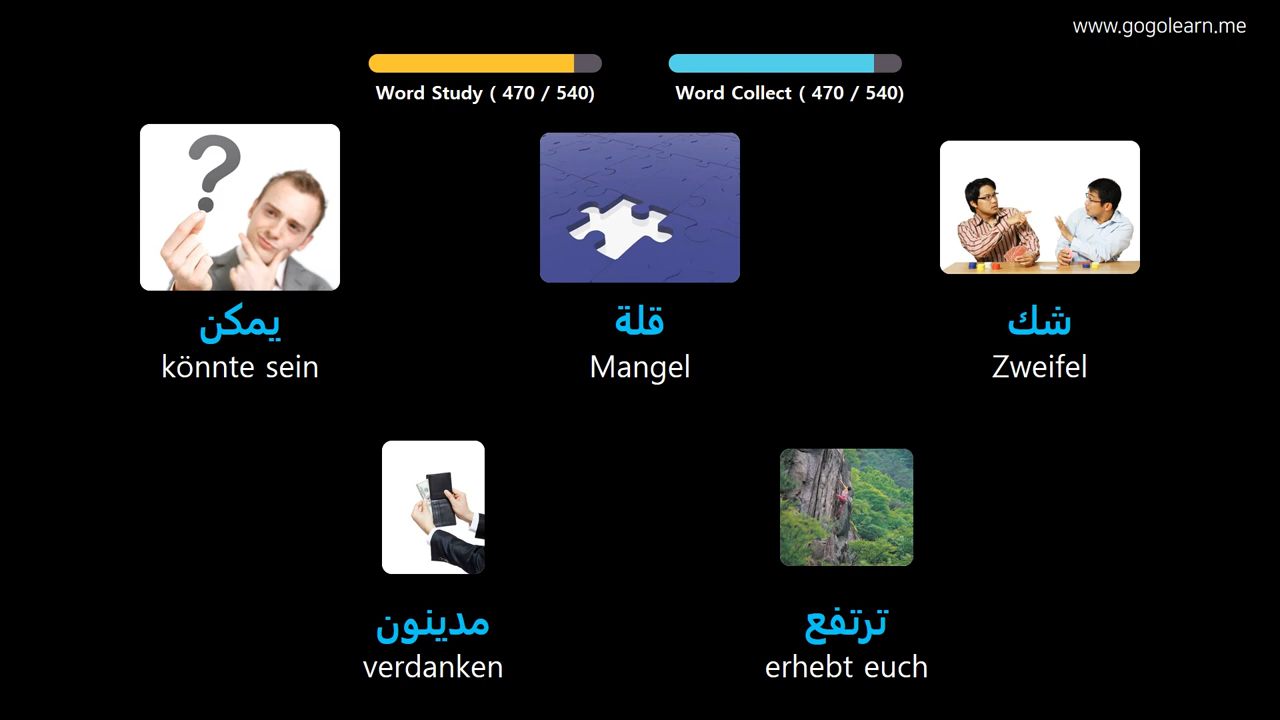 www.gogolearn.me
Word Study ( 470 / 540)
Word Collect ( 470 / 540)
يمكن
könnte sein
قلة
Mangel
شك
Zweifel
مدينون
verdanken
ترتفع
erhebt euch